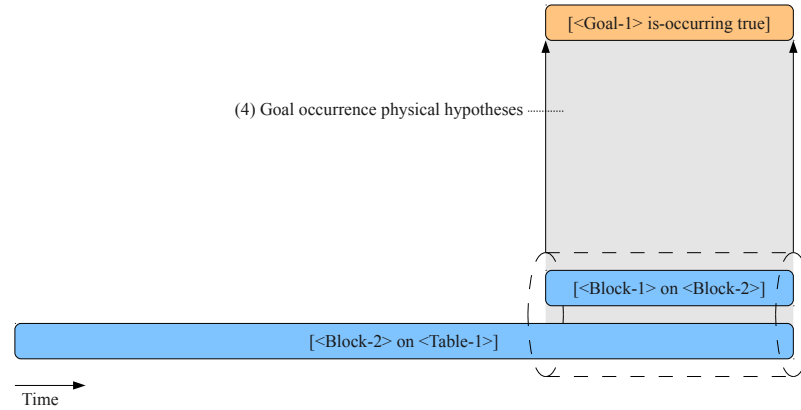 [<Goal-1> is-occurring true]
(4) Goal occurrence physical hypotheses
[<Block-1> on <Block-2>]
[<Block-2> on <Table-1>]
Time